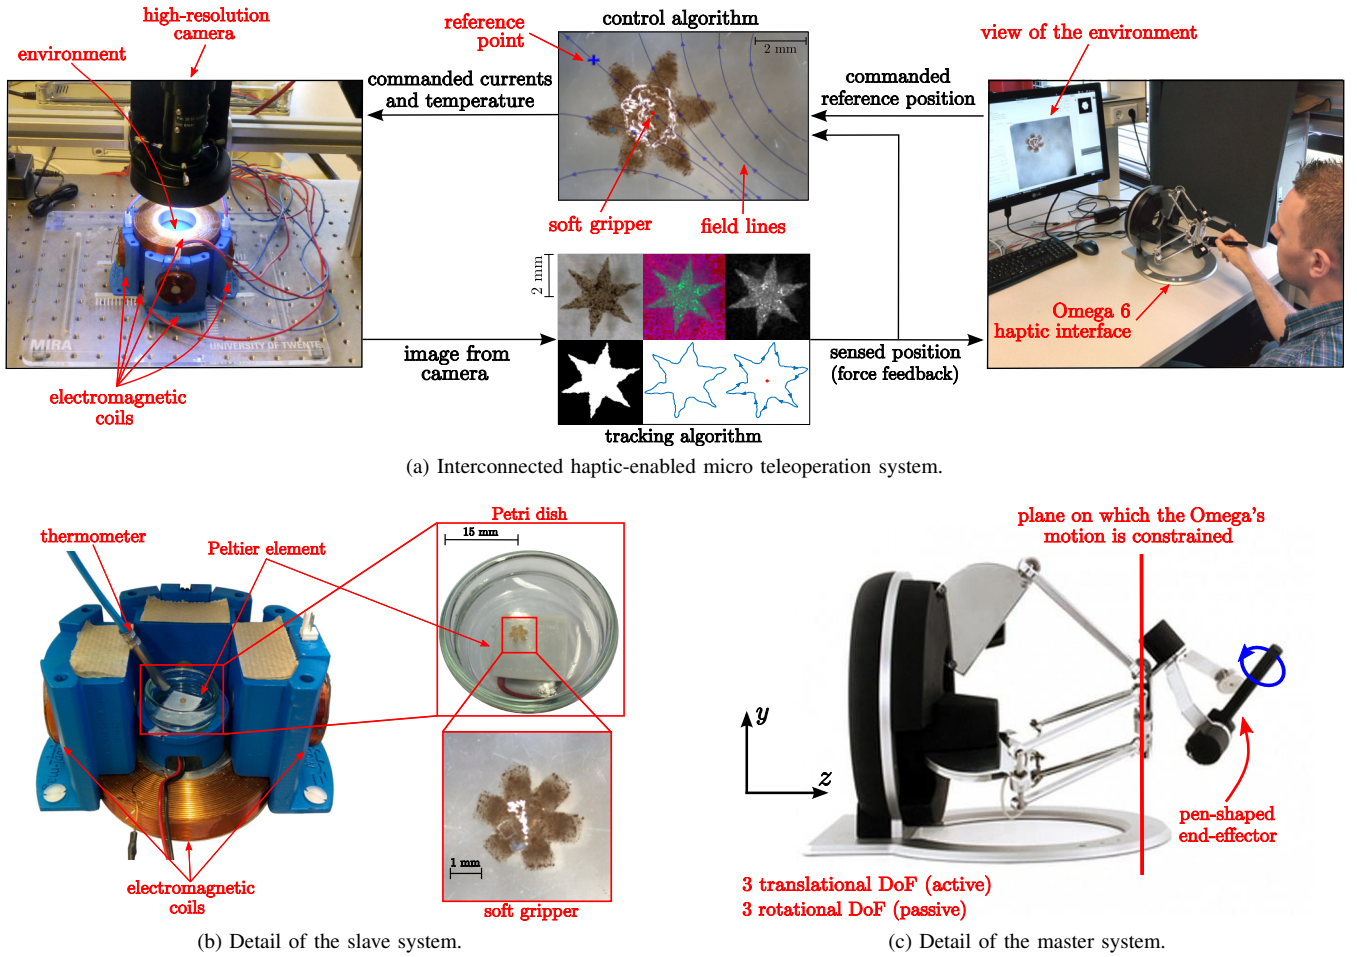 high-resolution
camera
environment
reference
point
control algorithm
2 mm
commanded currents
and temperature
commanded
reference position
view of the environment
soft gripper
field lines
2 mm
Omega 6
haptic interface
MIRA
UNIVERSITY OF TWENTE.
image from
camera
sensed position
(force feedback)
electromagnetic
coils
tracking algorithm
(a) Interconnected haptic-enabled micro teleoperation system.
thermometer
Peltier element
Petri dish
15 mm
1 mm
soft gripper
electromagnetic
coils
(b) Detail of the slave system.
plane on which the Omega's
motion is constrained
y
z
pen-shaped
end-effector
3 translational DoF (active)
3 rotational DoF (passive)
(c) Detail of the master system.